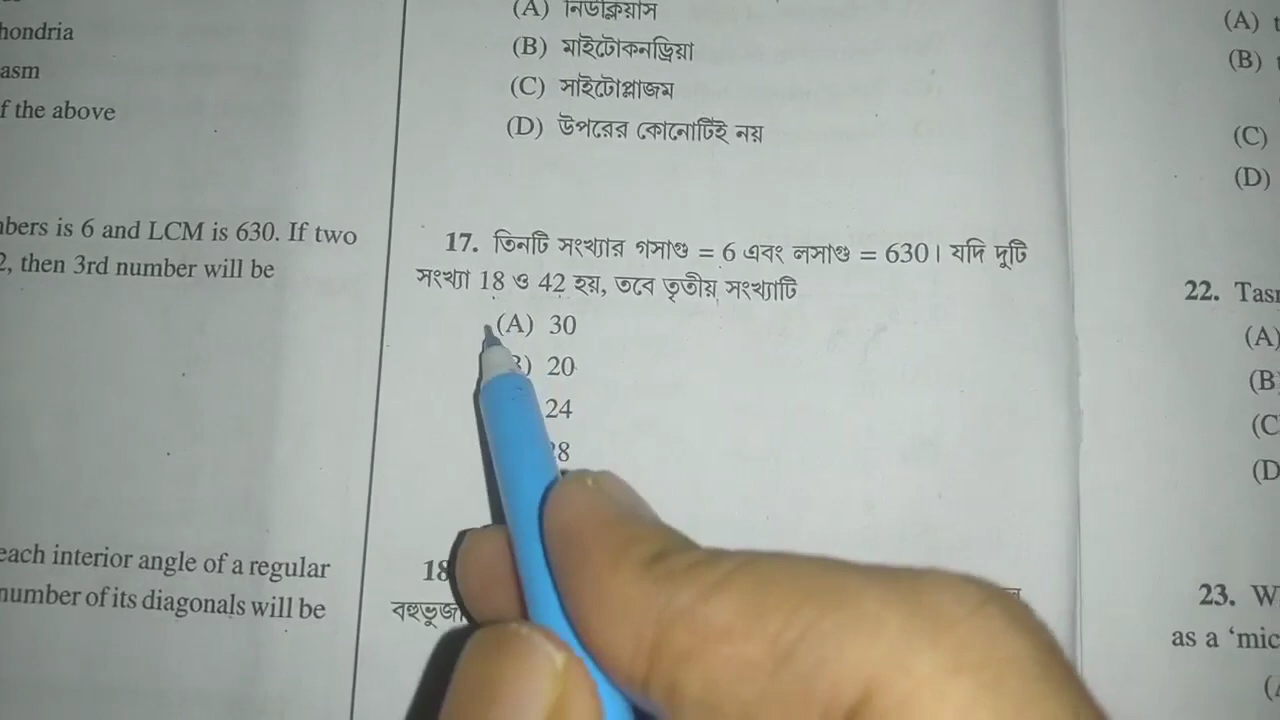 hondria
asm
f the above
nbers is 6 and LCM is 630. If two
2, then 3rd number will be
each interior angle of a regular
number of its diagonals will be
(A) নিউক্লিয়াস
(B) মাইটোকনড্রিয়া
(C) সাইটোপ্লাজম
(D) উপরের কোনোটিই নয়
17. তিনটি সংখ্যার গসাগু = 6 এবং লসাগু = 630। যদি দুটি
সংখ্যা 18 ও 42 হয়, তবে তৃতীয় সংখ্যাটি
(A) 30
20
24
28
18
বহুভুজ
(A) t
(B)
(C)
(D)
22. Tasr
(A)
(B
(C
(D
23. W
as a ‘mic